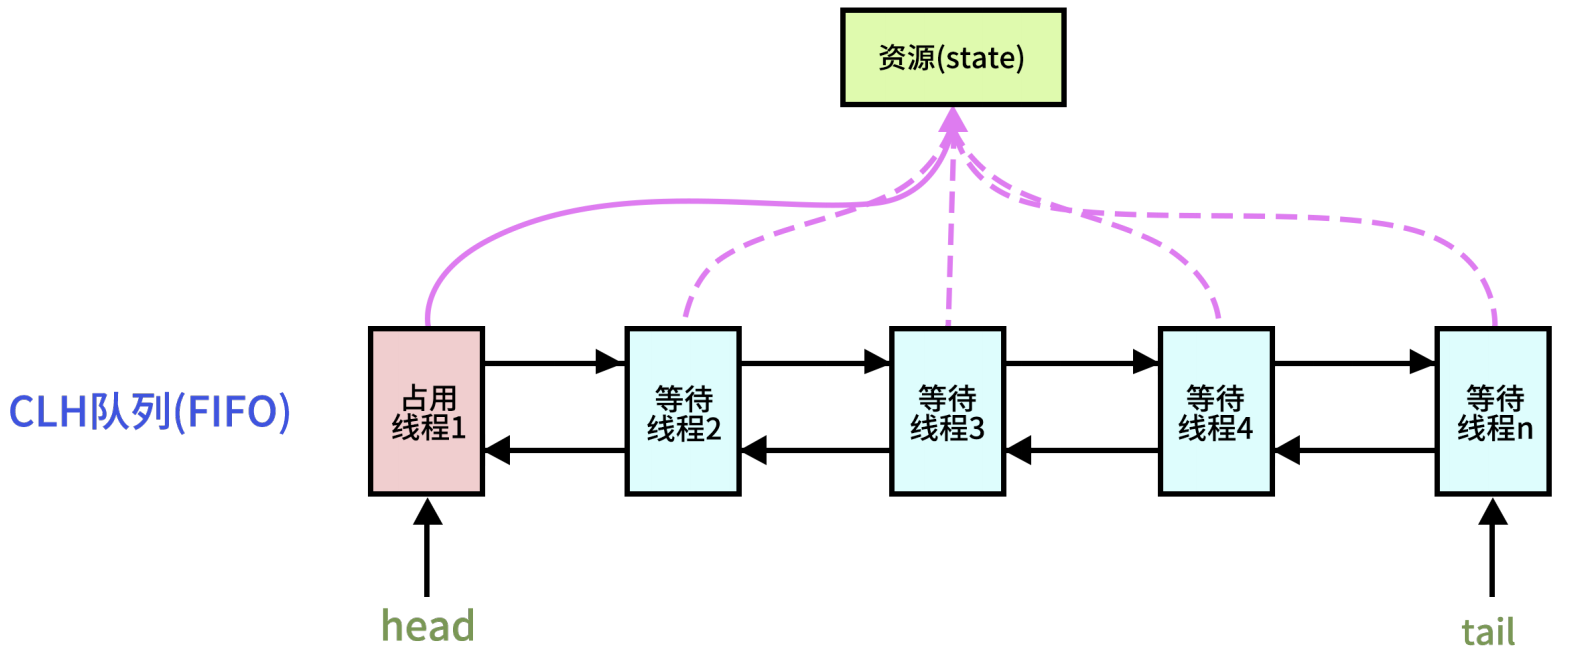 资源(state)
CLH队列(FIFO)
占用
线程1
等待
线程2
等待
线程3
等待
线程4
等待
线程n
head
tail